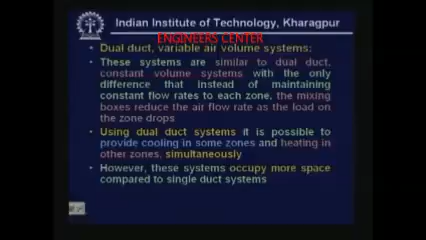 Indian Institute of Technology, Kharagpur
ENGINEERS CENTER
• Dual duct, variable air volume systems:
• These systems are similar to dual duct,
constant volume systems with the only
difference that instead of maintaining
constant flow rates to each zone, the mixing
boxes reduce the air flow rate as the load on
the zone drops
• Using dual duct systems it is possible to
provide cooling in some zones and heating in
other zones, simultaneously
• However, these systems occupy more space
compared to single duct systems